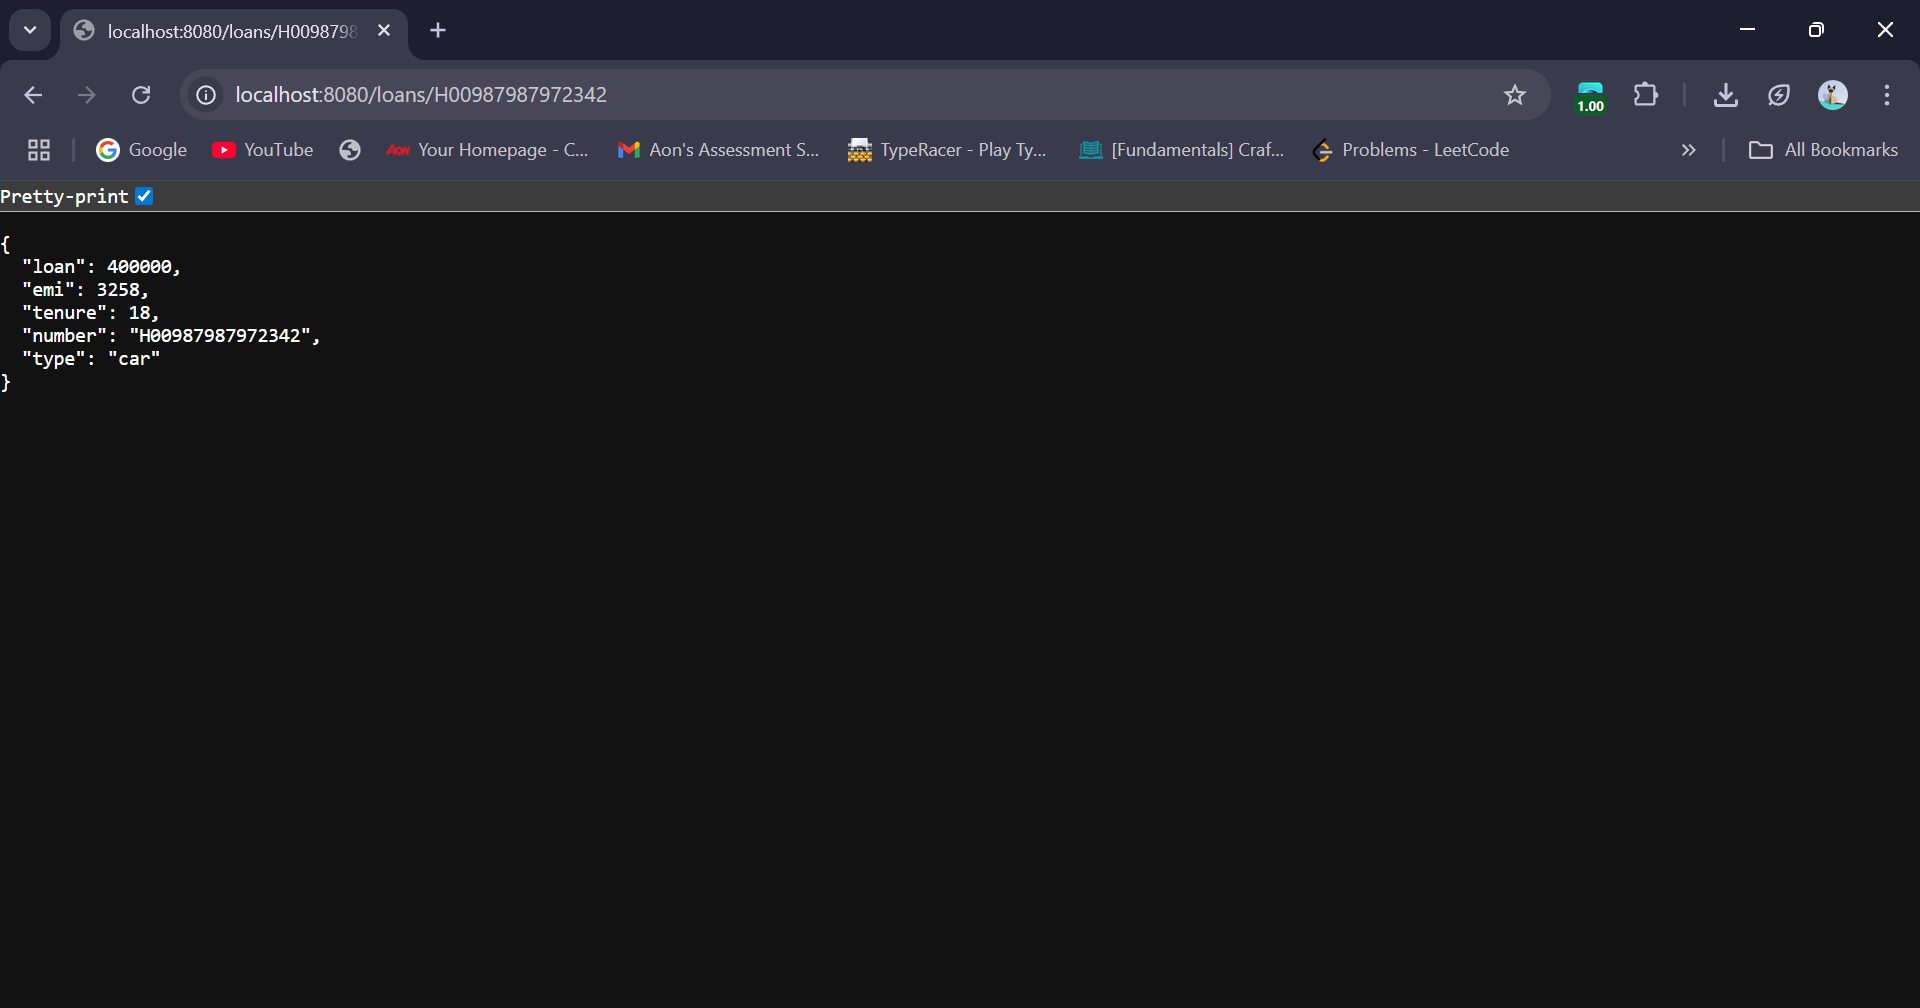 localhost:8080/loans/H0098798
localhost:8080/loans/H00987987972342
1.00
Google
YouTube
Aon Your Homepage - C...
Aon's Assessment S...
TypeRacer - Play Ty...
[Fundamentals] Craf...
Problems - LeetCode
All Bookmarks
Pretty-print
{
"loan": 400000,
"emi": 3258,
"tenure": 18,
"number": "H00987987972342",
"type": "car"
}